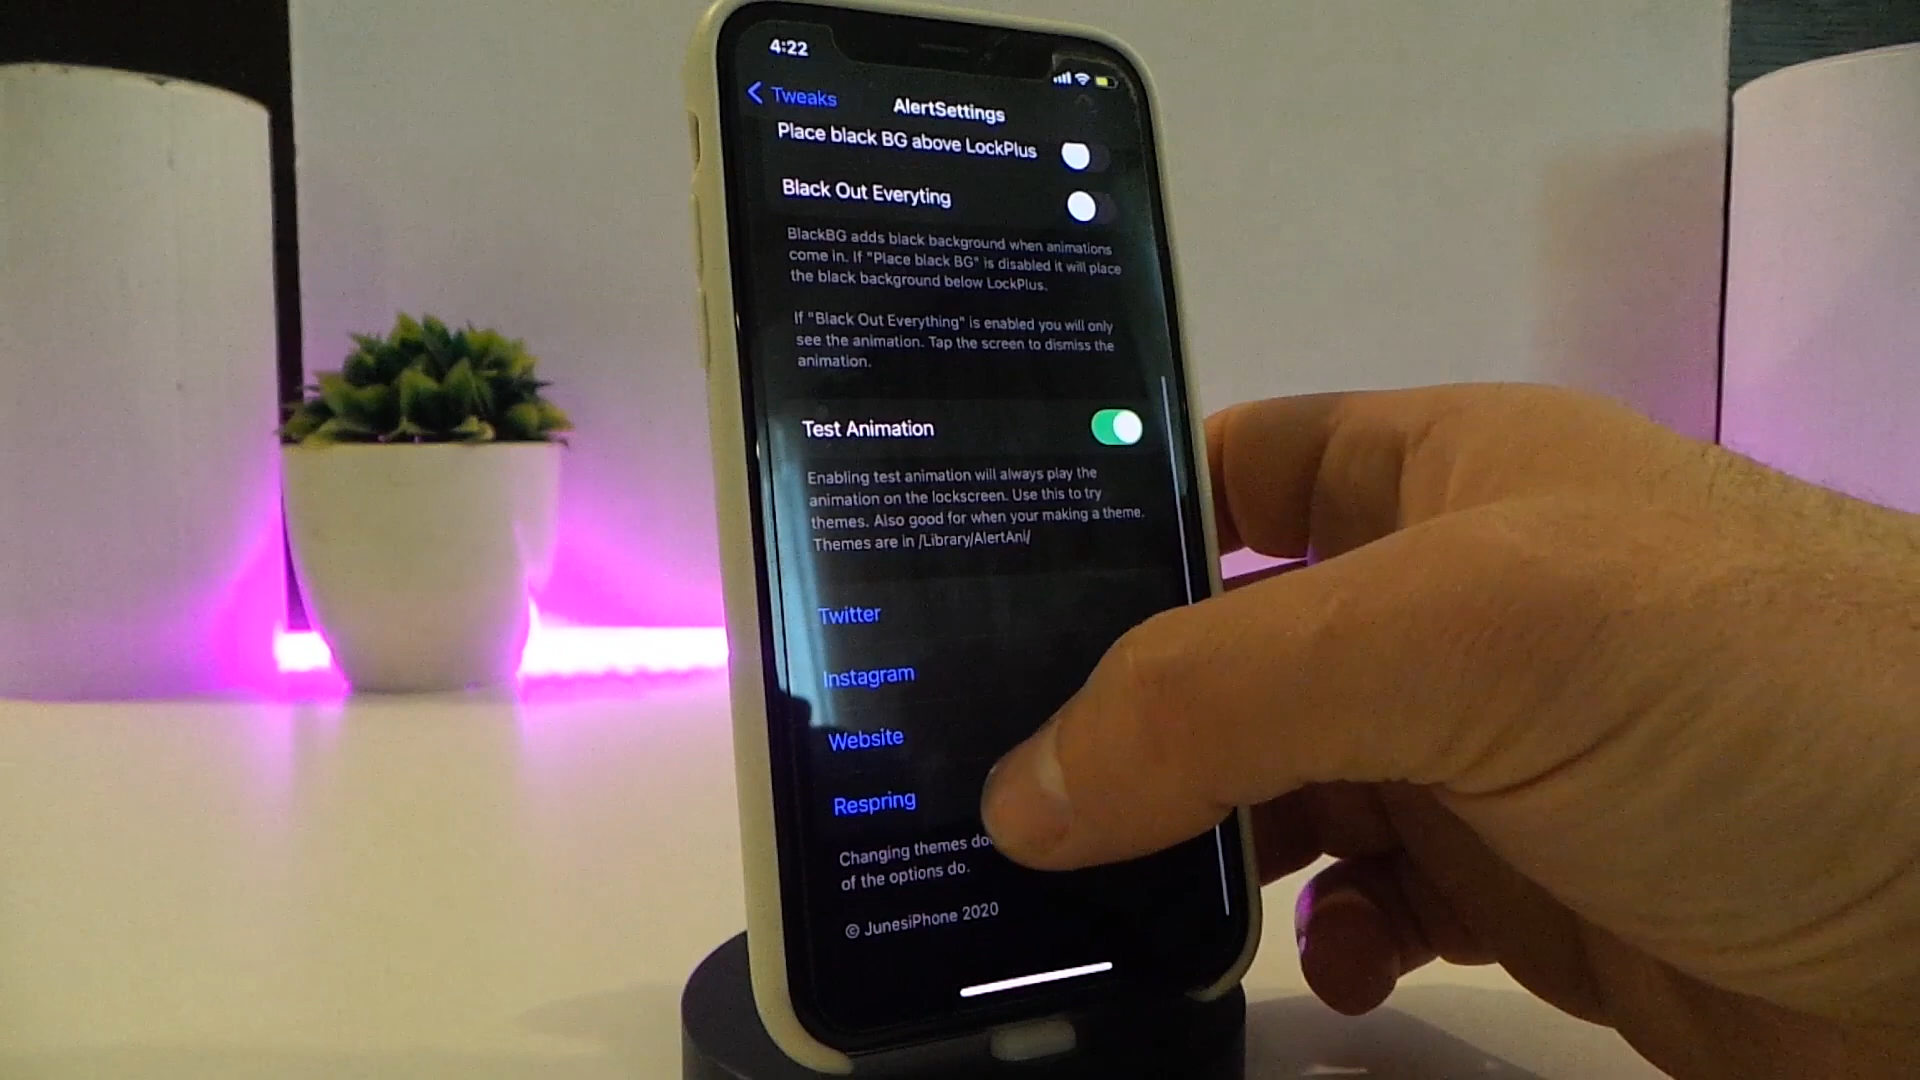 4:22
Tweaks
AlertSettings
Place black BG above LockPlus
Black Out Everyting
BlackBG adds black background when animations
come in. If "Place black BG" is disabled it will place
the black background below LockPlus.
If "Black Out Everything" is enabled you will only
see the animation. Tap the screen to dismiss the
animation.
Test Animation
Enabling test animation will always play the
animation on the lockscreen. Use this to try
themes. Also good for when your making a theme.
Themes are in /Library/AlertAni/
Twitter
Instagram
Website
Respring
Changing themes
of the options do.
© JunesiPhone 2020